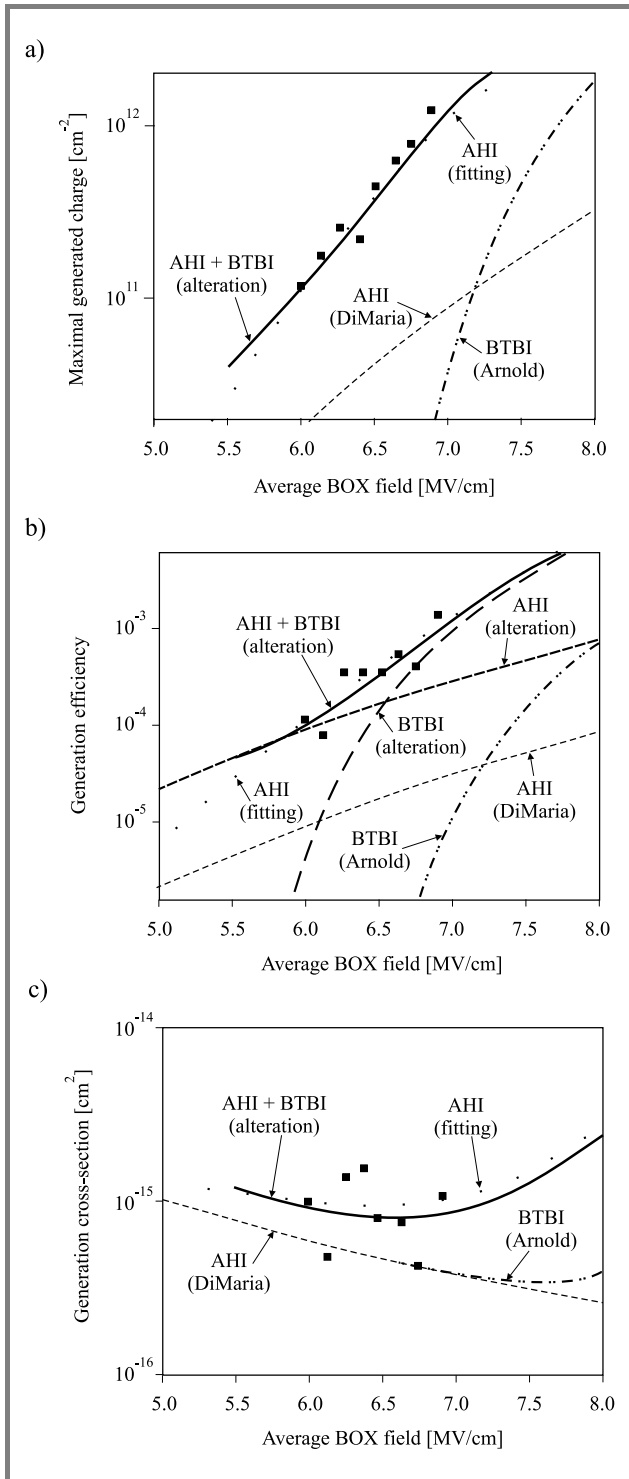 a)
Maximal generated charge [cm-2]
10^12
10^11
AHI
(fitting)
AHI + BTBI
(alteration)
AHI
(DiMaria)
BTBI
(Arnold)
5.0 5.5 6.0 6.5 7.0 7.5 8.0
Average BOX field [MV/cm]
b)
Generation efficiency
10^-3
10^-4
10^-5
AHI + BTBI
(alteration)
AHI
(alteration)
BTBI
(alteration)
AHI
(fitting)
AHI
(DiMaria)
BTBI
(Arnold)
5.0 5.5 6.0 6.5 7.0 7.5 8.0
Average BOX field [MV/cm]
c)
Generation cross-section [cm2]
10^-14
10^-15
10^-16
AHI + BTBI
(alteration)
AHI
(fitting)
BTBI
(Arnold)
AHI
(DiMaria)
5.0 5.5 6.0 6.5 7.0 7.5 8.0
Average BOX field [MV/cm]